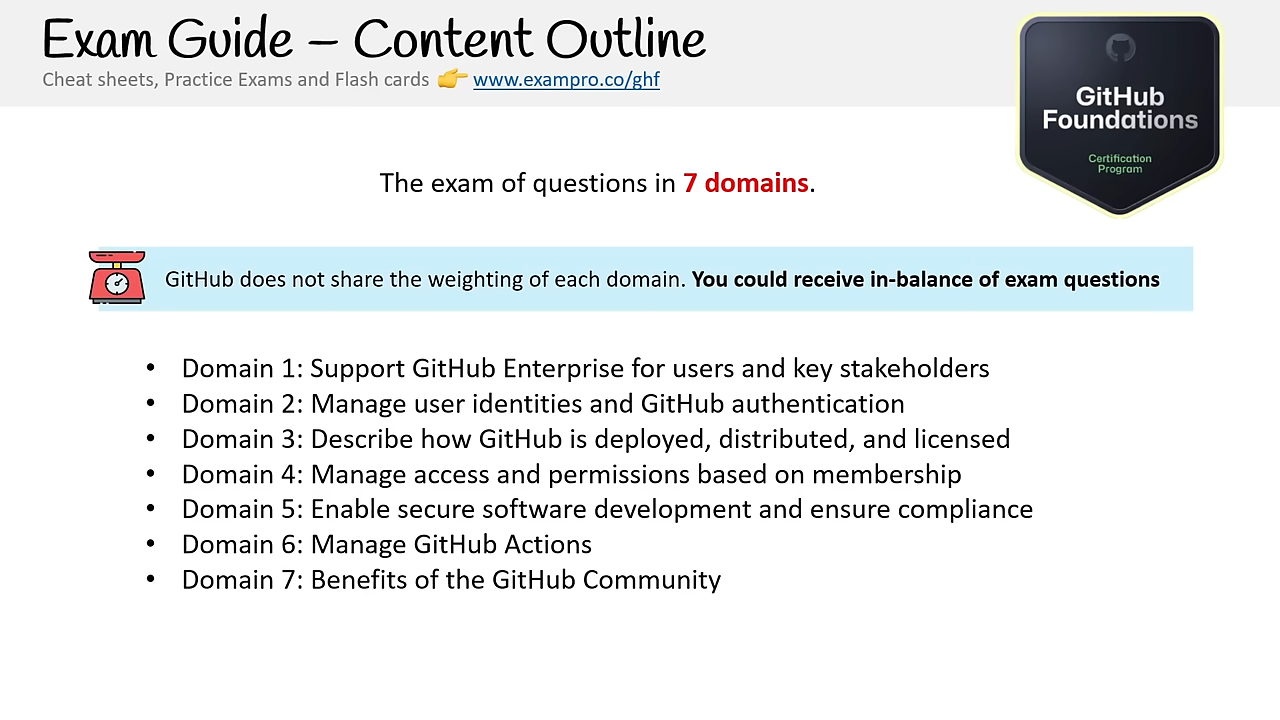 Exam Guide – Content Outline
Cheat sheets, Practice Exams and Flash cards 👉 www.exampro.co/ghf
GitHub
Foundations
Certification
Program
The exam of questions in 7 domains.
GitHub does not share the weighting of each domain. You could receive in-balance of exam questions
• Domain 1: Support GitHub Enterprise for users and key stakeholders
• Domain 2: Manage user identities and GitHub authentication
• Domain 3: Describe how GitHub is deployed, distributed, and licensed
• Domain 4: Manage access and permissions based on membership
• Domain 5: Enable secure software development and ensure compliance
• Domain 6: Manage GitHub Actions
• Domain 7: Benefits of the GitHub Community